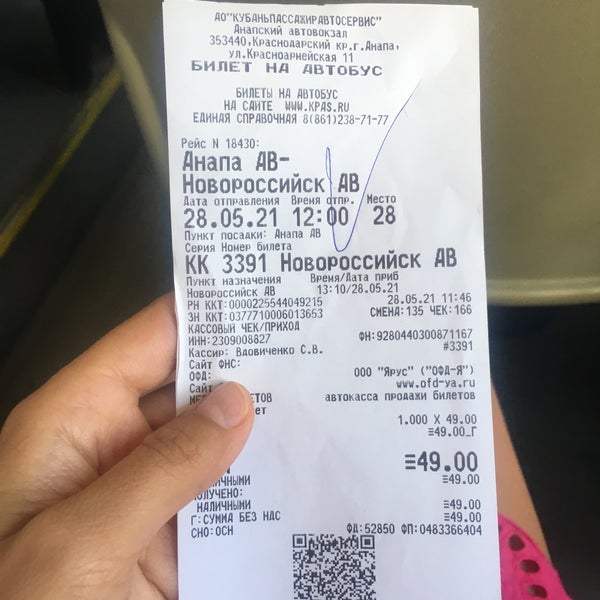 АО"КУБАНЬПАССАЖИРАВТОСЕРВИС"
Анапский автовокзал
353440,Краснодарский кр.г.Анапа,
ул.Красноармейская 11
БИЛЕТ НА АВТОБУС
БИЛЕТЫ НА АВТОБУС
НА САЙТЕ WWW.KPAS.RU
ЕДИНАЯ СПРАВОЧНАЯ 8(861)238-71-77
Рейс N 18430:
Анапа АВ-
Новороссийск АВ
Дата отправления Время отпр. Место
28.05.21 12:00 28
Пункт посадки: Анапа АВ
Серия Номер билета
КК 3391 Новороссийск АВ
Пункт назначения Время/Дата приб
Новороссийск АВ 13:10/28.05.21
РН ККТ:0000225544049215 28.05.21 11:46
ЗН ККТ:0377710006013653 СМЕНА:135 ЧЕК:166
КАССОВЫЙ ЧЕК/ПРИХОД
ИНН:2309008827 ФН:9280440300871167
Кассир: Вдовиченко С.В. #3391
Сайт ФНС:
ОФД: ООО "Ярус" ("ОФД-Я")
Сайт www.ofd-ya.ru
автокасса продажи билетов
1.000 X 49.00
≡49.00_Г
≡49.00
≡49.00
НАЛИЧНЫМИ ≡49.00
Г:СУММА БЕЗ НДС ≡49.00
СНО:ОСН ФД:52850 ФП:0483366404